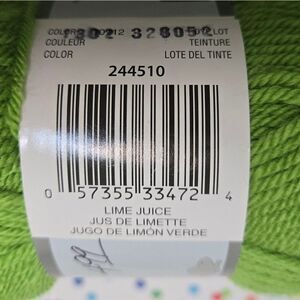 COLOR DYE LOT
COULEUR TEINTURE
COLOR LOTE DEL TINTE
244510
0 57355 33472 4
LIME JUICE
JUS DE LIMETTE
JUGO DE LIMÓN VERDE